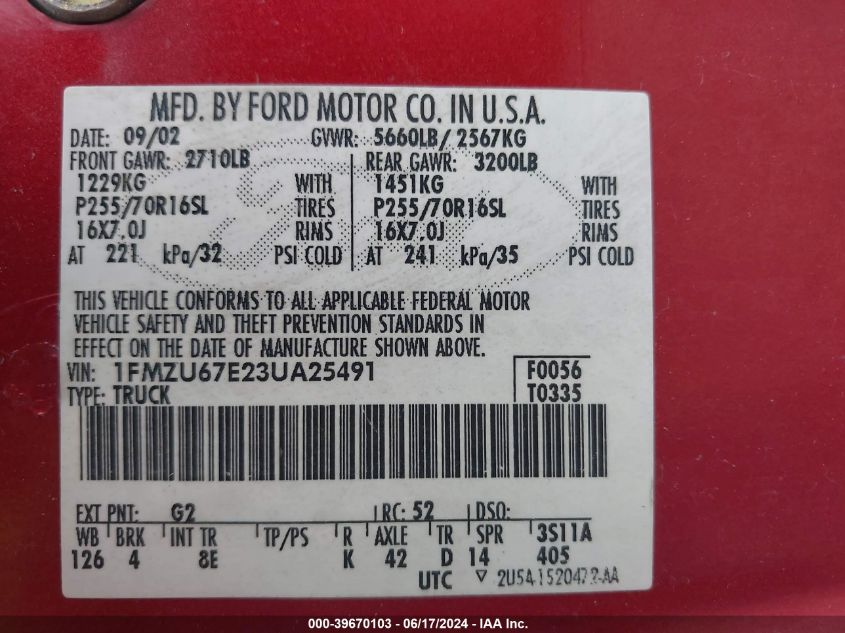 MFD. BY FORD MOTOR CO. IN U.S.A.
DATE: 09/02 GVWR: 5660LB/ 2567KG
FRONT GAWR: 2710LB REAR GAWR: 3200LB
1229KG WITH 1451KG WITH
P255/70R16SL TIRES P255/70R16SL TIRES
16X7.0J RIMS 16X7.0J RIMS
AT 221 kPa/32 PSI COLD AT 241 kPa/35 PSI COLD
THIS VEHICLE CONFORMS TO ALL APPLICABLE FEDERAL MOTOR
VEHICLE SAFETY AND THEFT PREVENTION STANDARDS IN
EFFECT ON THE DATE OF MANUFACTURE SHOWN ABOVE.
VIN: 1FMZU67E23UA25491 F0056
TYPE: TRUCK T0335
EXT PNT: G2 RC: 52 DSO:
WB BRK INT TR TP/PS R AXLE TR SPR 3S11A
126 4 8E K 42 D 14 405
UTC 2U5A-1520472-AA
000-39670103 - 06/17/2024 - IAA Inc.